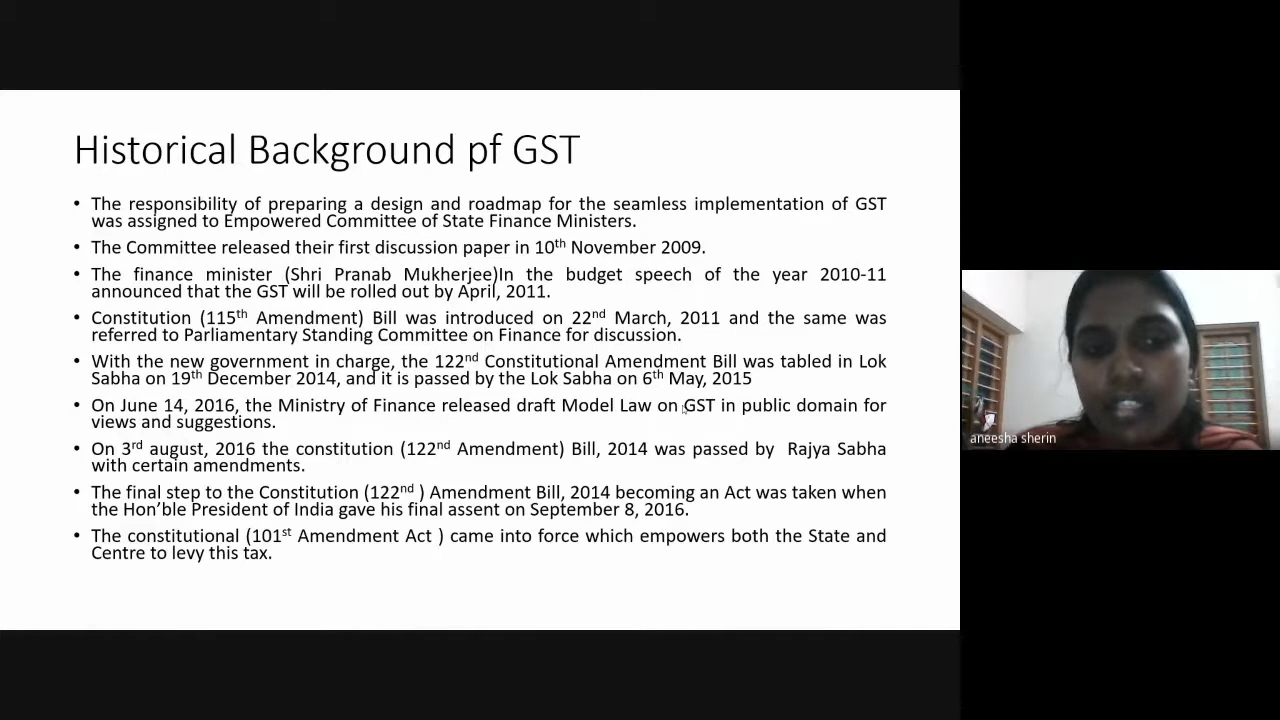 Historical Background pf GST
• The responsibility of preparing a design and roadmap for the seamless implementation of GST
was assigned to Empowered Committee of State Finance Ministers.
• The Committee released their first discussion paper in 10th November 2009.
• The finance minister (Shri Pranab Mukherjee)In the budget speech of the year 2010-11
announced that the GST will be rolled out by April, 2011.
• Constitution (115th Amendment) Bill was introduced on 22nd March, 2011 and the same was
referred to Parliamentary Standing Committee on Finance for discussion.
• With the new government in charge, the 122nd Constitutional Amendment Bill was tabled in Lok
Sabha on 19th December 2014, and it is passed by the Lok Sabha on 6th May, 2015
• On June 14, 2016, the Ministry of Finance released draft Model Law on GST in public domain for
views and suggestions.
• On 3rd august, 2016 the constitution (122nd Amendment) Bill, 2014 was passed by Rajya Sabha
with certain amendments.
• The final step to the Constitution (122nd ) Amendment Bill, 2014 becoming an Act was taken when
the Hon’ble President of India gave his final assent on September 8, 2016.
• The constitutional (101st Amendment Act ) came into force which empowers both the State and
Centre to levy this tax.
aneesha sherin